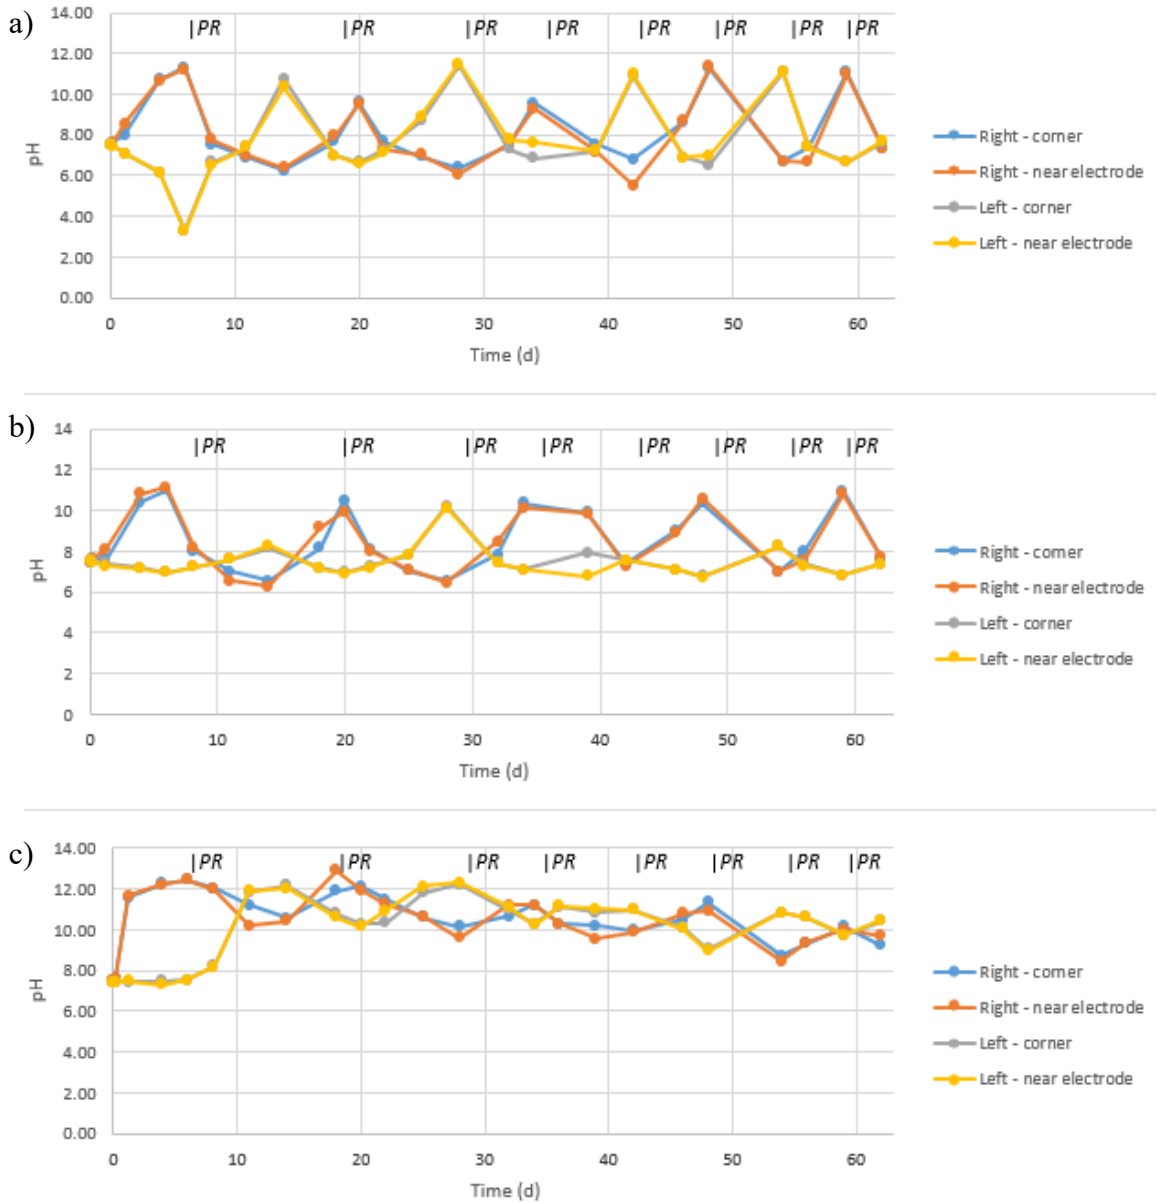 a)
14.00
|PR |PR |PR |PR |PR |PR |PR |PR
12.00
10.00
8.00
6.00
4.00
2.00
0.00
pH
0 10 20 30 40 50 60
Time (d)
Right - corner
Right - near electrode
Left - corner
Left - near electrode
b)
14
|PR |PR |PR |PR |PR |PR |PR |PR
12
10
8
6
4
2
0
pH
0 10 20 30 40 50 60
Time (d)
Right - corner
Right - near electrode
Left - corner
Left - near electrode
c)
14.00
|PR |PR |PR |PR |PR |PR |PR |PR
12.00
10.00
8.00
6.00
4.00
2.00
0.00
pH
0 10 20 30 40 50 60
Time (d)
Right - corner
Right - near electrode
Left - corner
Left - near electrode